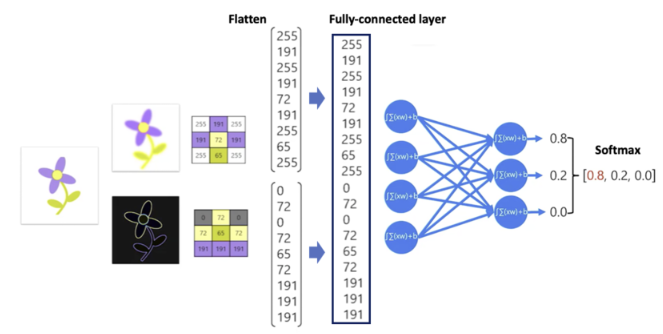 Flatten
Fully-connected layer
255
191
255
191
72
191
255
65
255
0
72
0
72
65
72
191
191
191
255
191
255
191
72
191
255
65
255
0
72
0
72
65
72
191
191
191
255 191 255
191 72 191
255 65 255
0 72 0
72 65 72
191 191 191
∫∑(xw)+b
∫∑(xw)+b
∫∑(xw)+b
∫∑(xw)+b
∫∑(xw)+b
∫∑(xw)+b
∫∑(xw)+b
0.8
0.2
0.0
Softmax
[0.8, 0.2, 0.0]